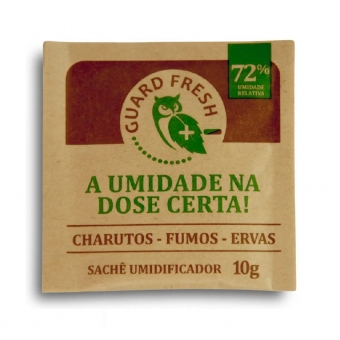 GUARD FRESH
72%
UMIDADE
RELATIVA
A UMIDADE NA
DOSE CERTA!
CHARUTOS - FUMOS - ERVAS
SACHÊ UMIDIFICADOR 10g